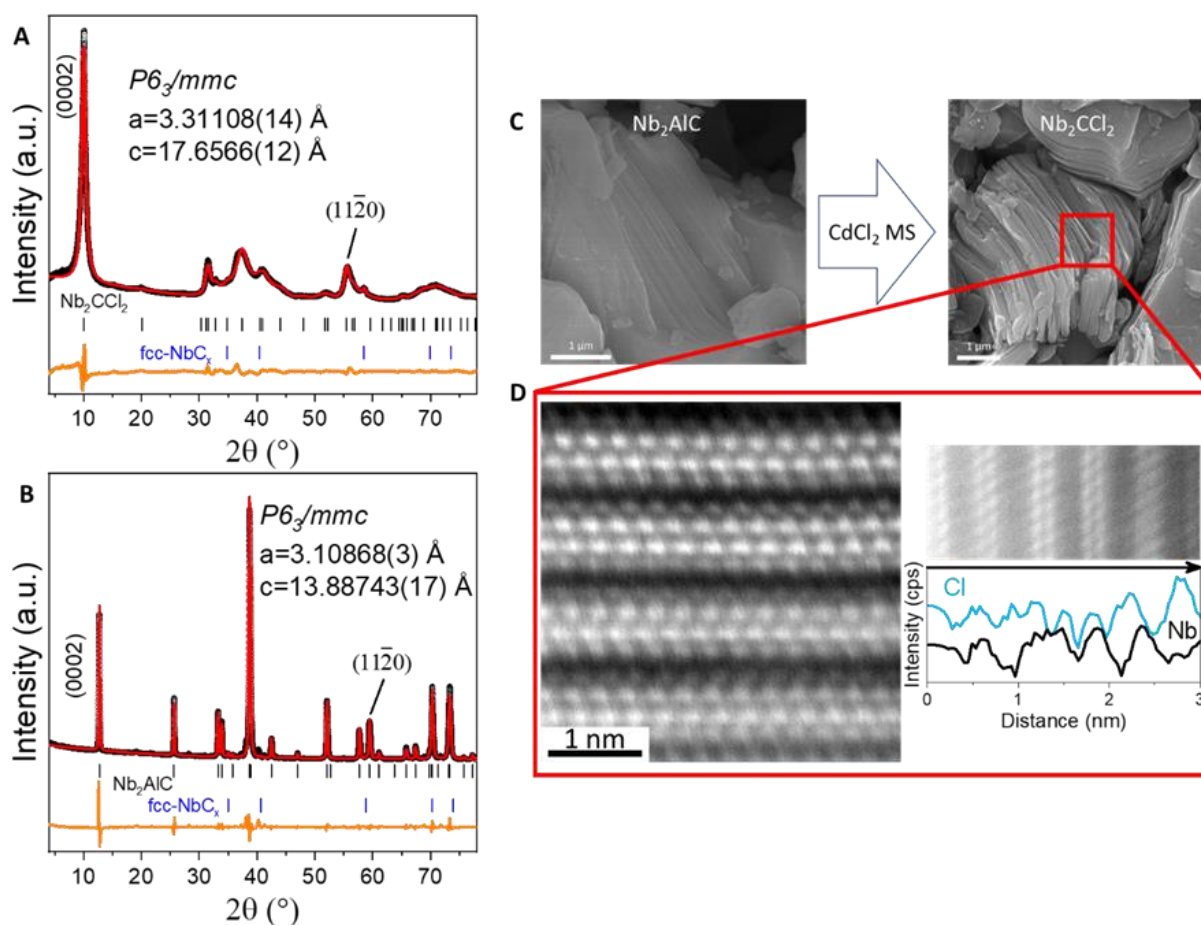 A
Intensity (a.u.)
(0002)
P6₃/mmc
a=3.31108(14) Å
c=17.6566(12) Å
(112̅0)
Nb₂CCl₂
fcc-NbCₓ
10 20 30 40 50 60 70
2θ (°)
B
Intensity (a.u.)
(0002)
P6₃/mmc
a=3.10868(3) Å
c=13.88743(17) Å
(112̅0)
Nb₂AlC
fcc-NbCₓ
10 20 30 40 50 60 70
2θ (°)
C
Nb₂AlC
1 µm
CdCl₂ MS
Nb₂CCl₂
1 µm
D
1 nm
Intensity (cps)
Cl
Nb
0 1 2 3
Distance (nm)